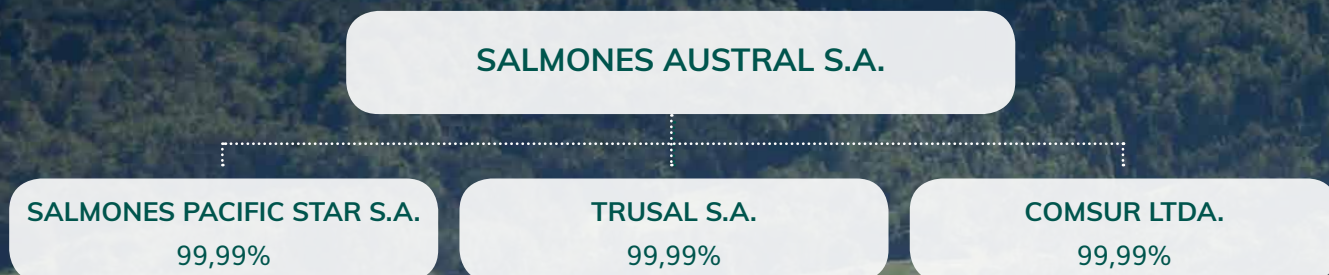 SALMONES AUSTRAL S.A.
SALMONES PACIFIC STAR S.A.
99,99%
TRUSAL S.A.
99,99%
COMSUR LTDA.
99,99%